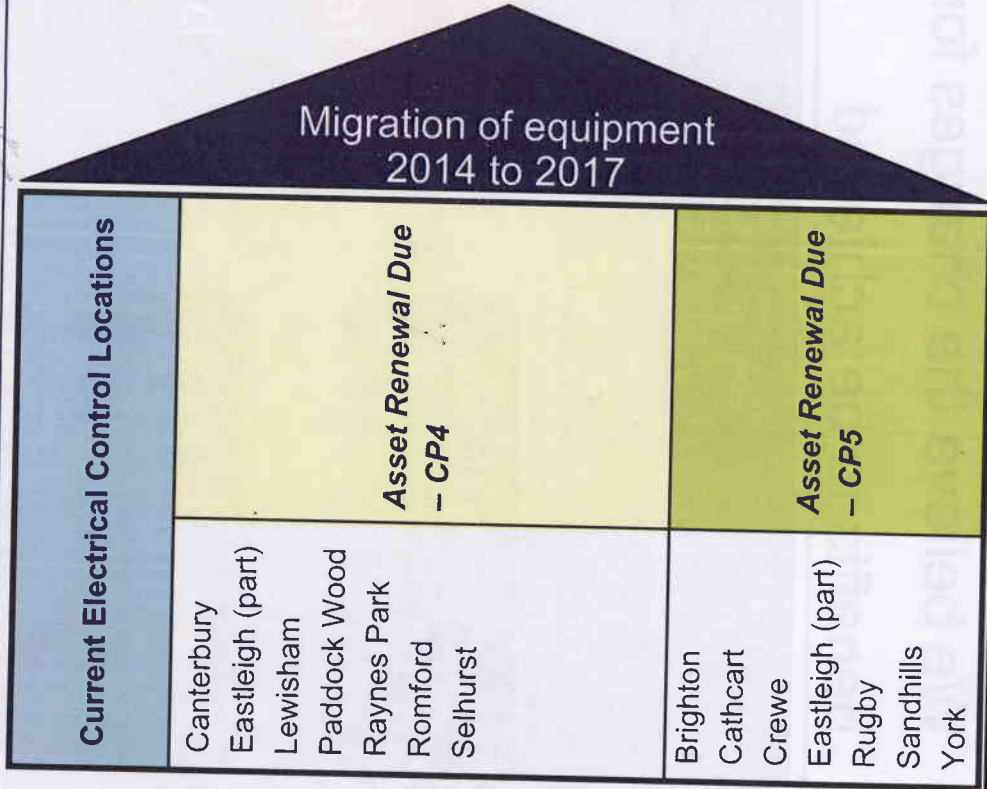 Current Electrical Control Locations
Canterbury
Eastleigh (part)
Lewisham
Paddock Wood
Raynes Park
Romford
Selhurst
Asset Renewal Due
– CP4
Brighton
Cathcart
Crewe
Eastleigh (part)
Rugby
Sandhills
York
Asset Renewal Due
– CP5
Migration of equipment
2014 to 2017